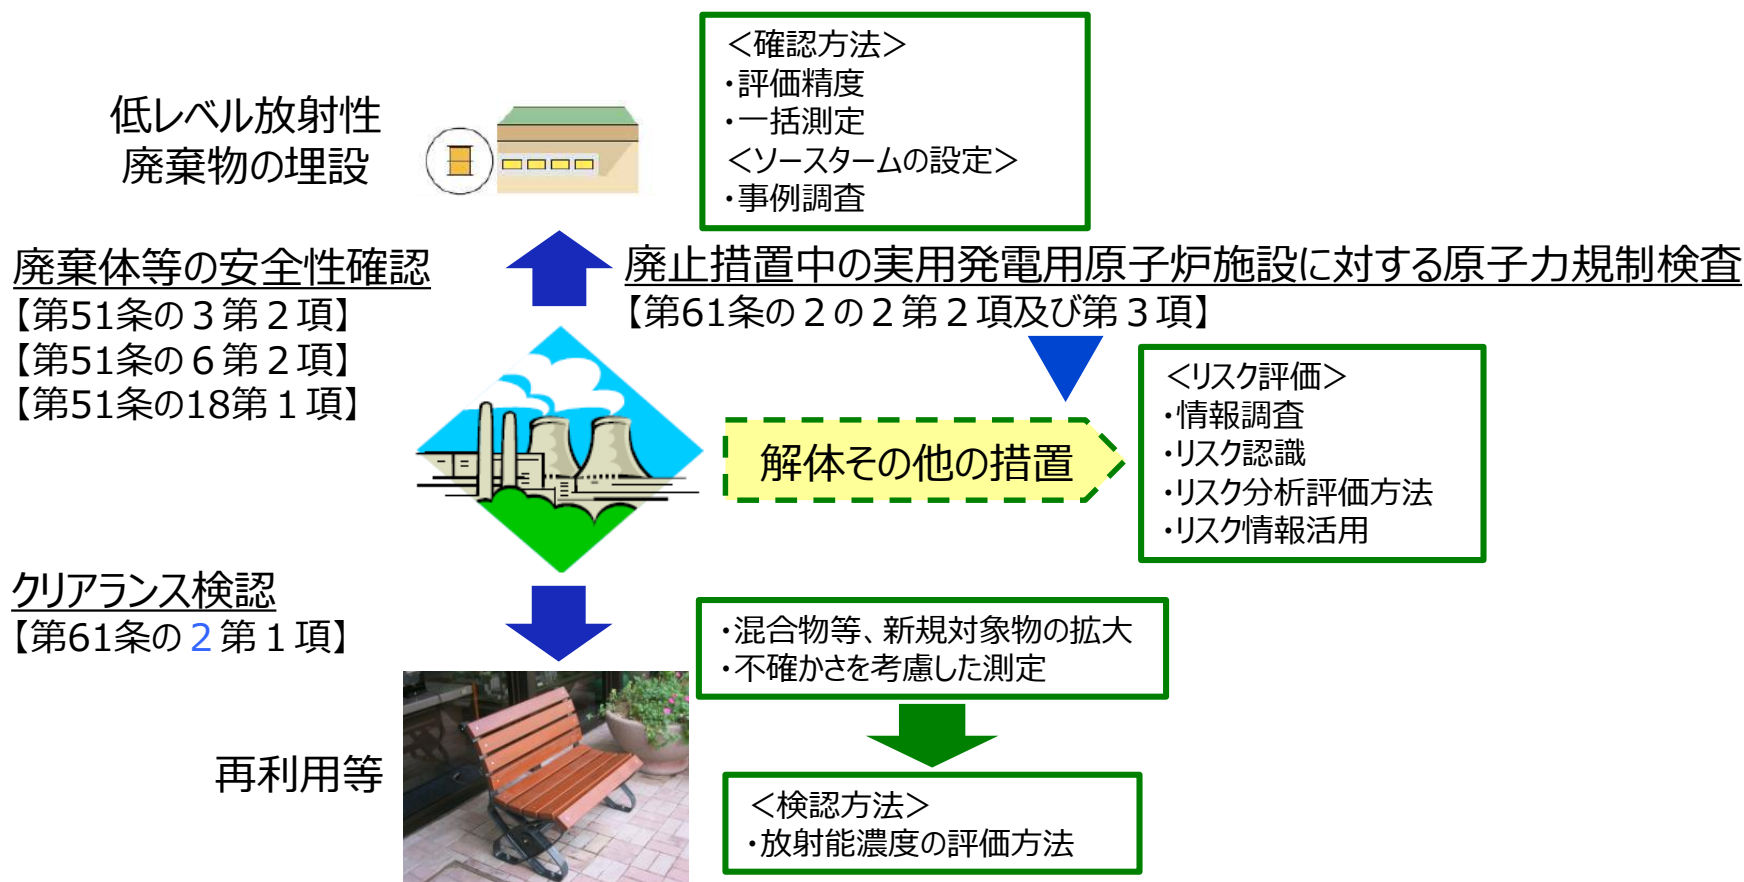 低レベル放射性
廃棄物の埋設
＜確認方法＞
・評価精度
・一括測定
＜ソースタームの設定＞
・事例調査
廃棄体等の安全性確認
【第51条の３第２項】
【第51条の６第２項】
【第51条の18第１項】
廃止措置中の実用発電用原子炉施設に対する原子力規制検査
【第61条の２の２第２項及び第３項】
解体その他の措置
＜リスク評価＞
・情報調査
・リスク認識
・リスク分析評価方法
・リスク情報活用
クリアランス検認
【第61条の２第１項】
・混合物等、新規対象物の拡大
・不確かさを考慮した測定
再利用等
＜検認方法＞
・放射能濃度の評価方法